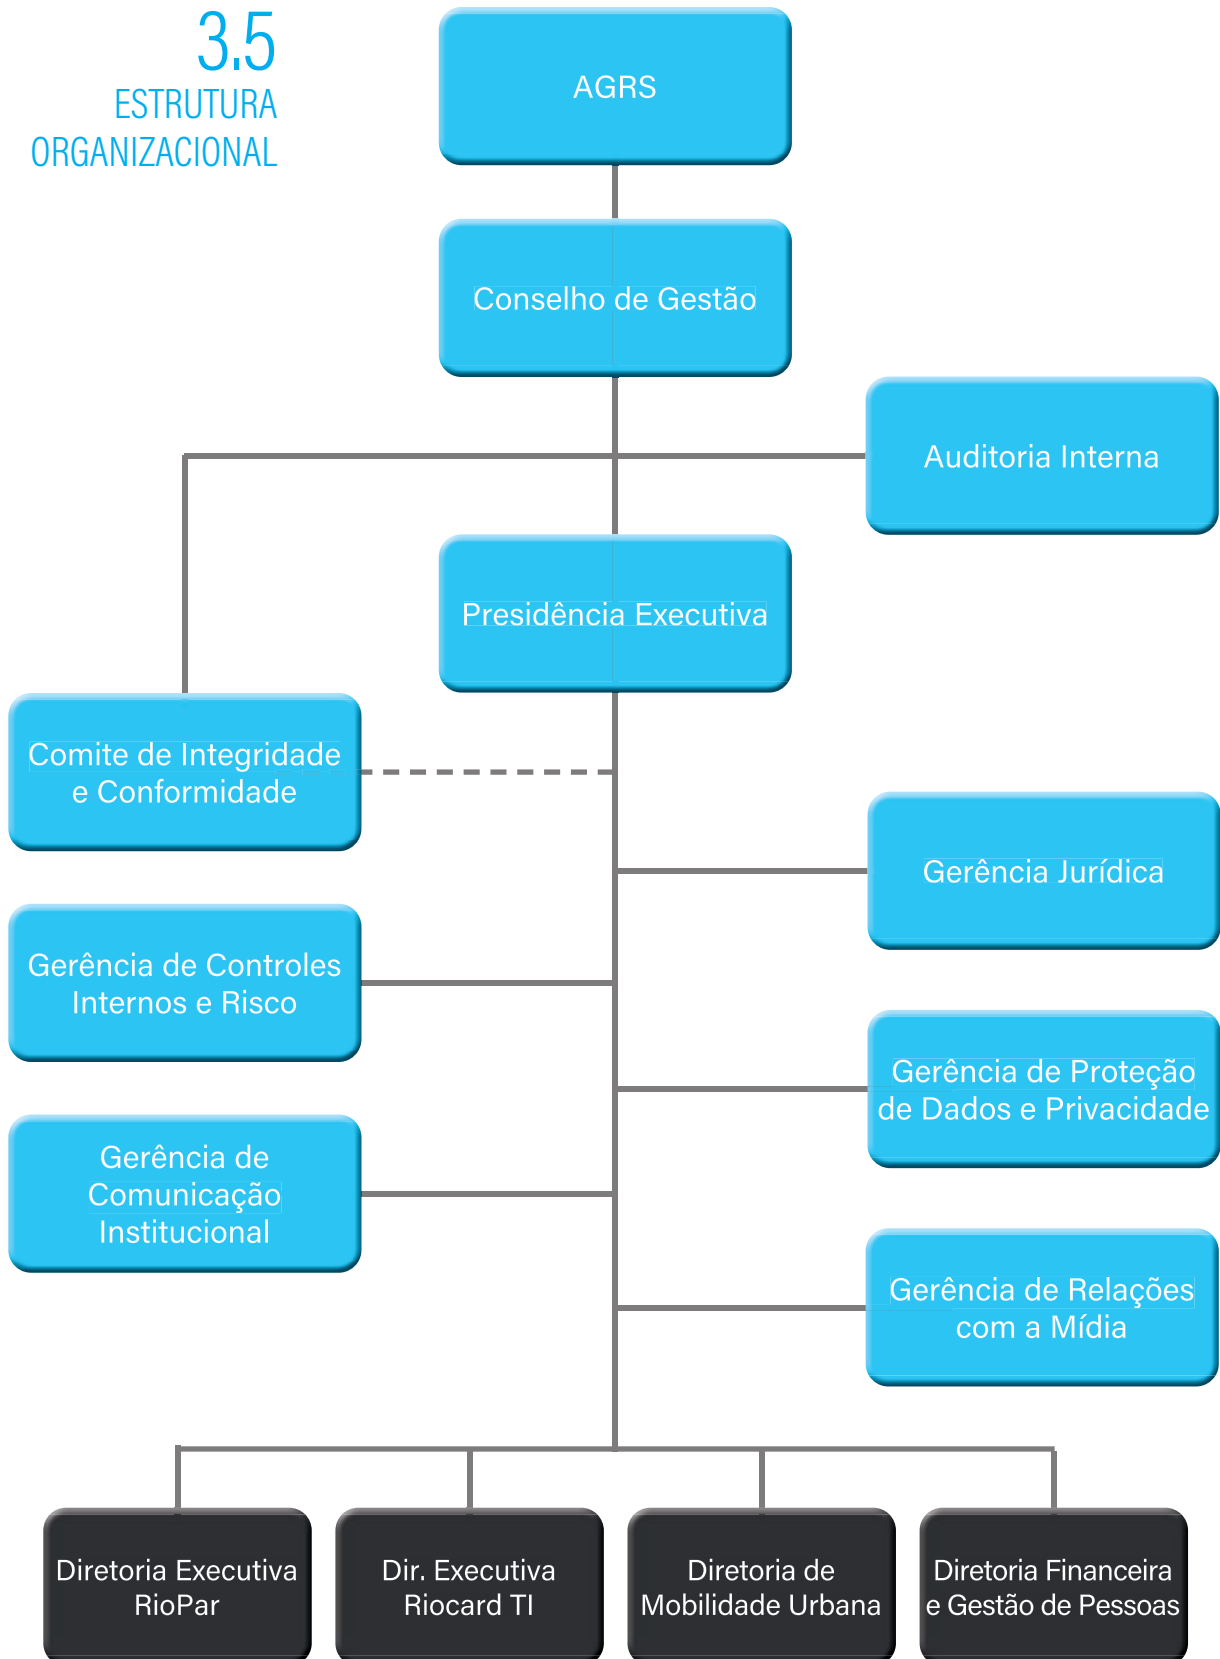 3.5
ESTRUTURA
ORGANIZACIONAL
AGRS
Conselho de Gestão
Auditoria Interna
Presidência Executiva
Comite de Integridade
e Conformidade
Gerência Jurídica
Gerência de Controles
Internos e Risco
Gerência de Proteção
de Dados e Privacidade
Gerência de
Comunicação
Institucional
Gerência de Relações
com a Mídia
Diretoria Executiva
RioPar
Dir. Executiva
Riocard TI
Diretoria de
Mobilidade Urbana
Diretoria Financeira
e Gestão de Pessoas